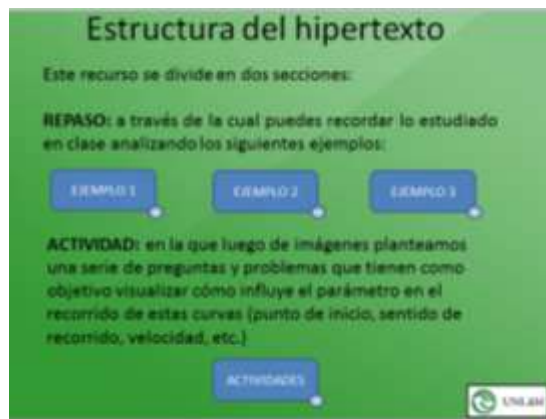 Estructura del hipertexto
Este recurso se divide en dos secciones:
REPASO: a través de la cual puedes recordar lo estudiado
en clase analizando los siguientes ejemplos:
EJEMPLO 1 EJEMPLO 2 EJEMPLO 3
ACTIVIDAD: en la que luego de imágenes planteamos
una serie de preguntas y problemas que tienen como
objetivo visualizar cómo influye el parámetro en el
recorrido de estas curvas (punto de inicio, sentido de
recorrido, velocidad, etc.)
ACTIVIDADES
UNLaM